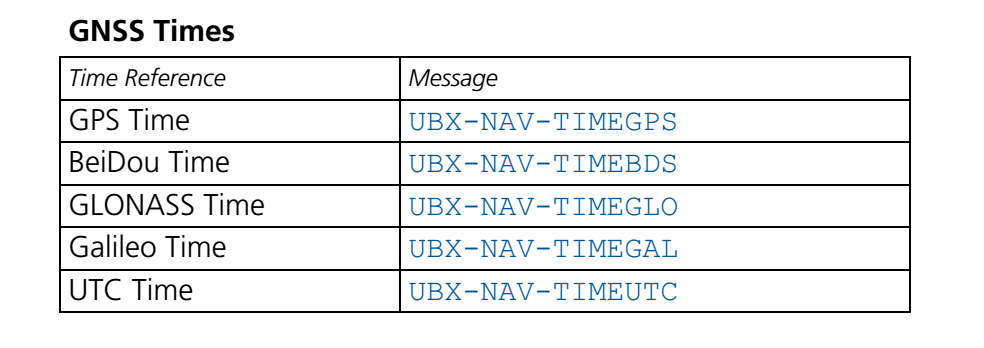 GNSS Times
Time Reference Message
GPS Time UBX-NAV-TIMEGPS
BeiDou Time UBX-NAV-TIMEBDS
GLONASS Time UBX-NAV-TIMEGLO
Galileo Time UBX-NAV-TIMEGAL
UTC Time UBX-NAV-TIMEUTC